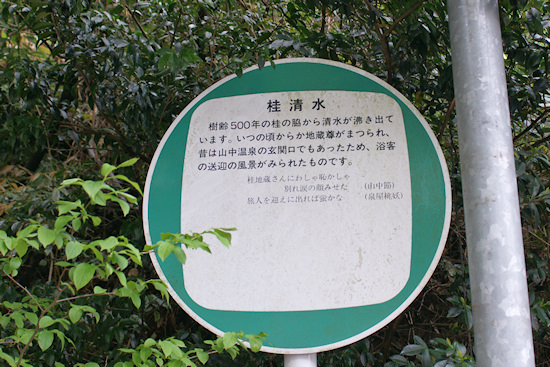 桂清水
樹齢500年の桂の脇から清水が沸き出て
います。いつの頃からか地蔵尊がまつられ、
昔は山中温泉の玄関口でもあったため、浴客
の送迎の風景がみられたものです。
桂地蔵さんにわしゃ恥かしゃ
別れ涙の顔みせた (山中節)
旅人を迎えに出れば蛍かな (泉屋桃妖)